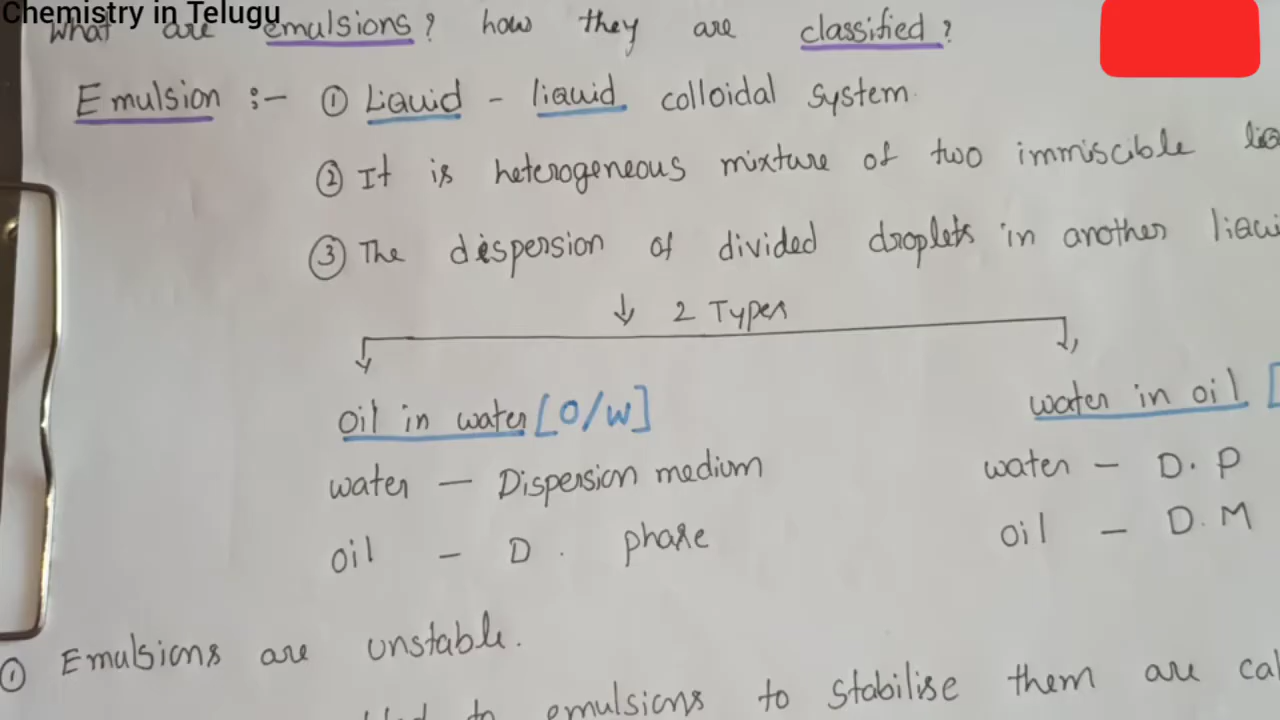 Chemistry in Telugu
What are emulsions? how they are classified?
Emulsion :- ① Liquid - liquid colloidal system.
② It is heterogeneous mixture of two immiscible
③ The dispersion of divided droplets in another
↓ 2 Types
oil in water [O/W]
water in oil [
water — Dispersion medium
water — D. P
oil - D. phase
oil — D. M
① Emulsions are unstable.
to emulsions to stabilise them are